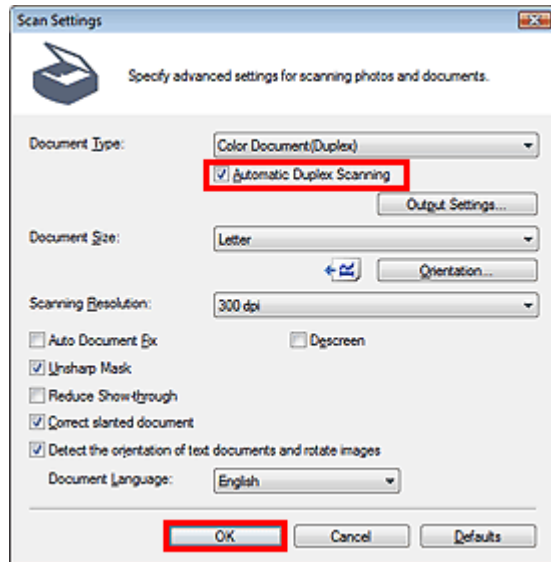 Scan Settings
Specify advanced settings for scanning photos and documents.
Document Type: Color Document(Duplex)
Automatic Duplex Scanning
Output Settings...
Document Size: Letter
Orientation...
Scanning Resolution: 300 dpi
Auto Document Fix Descreen
Unsharp Mask
Reduce Show-through
Correct slanted document
Detect the orientation of text documents and rotate images
Document Language: English
OK Cancel Defaults